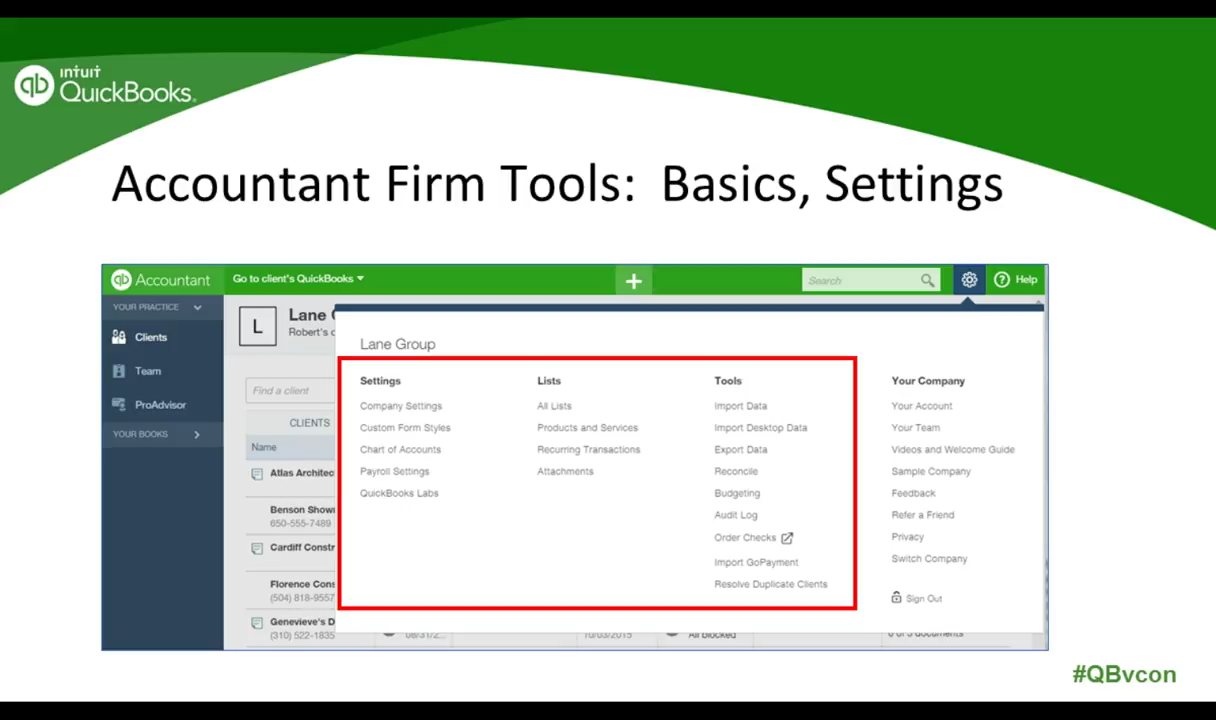 intuit
QuickBooks.
Accountant Firm Tools: Basics, Settings
qb Accountant
Go to client's QuickBooks
Search
Help
YOUR PRACTICE
Clients
Team
ProAdvisor
YOUR BOOKS
L
Lane
Robert's
Find a client
CLIENTS
Name
Atlas Architec
Benson Show
650-555-7489
Cardiff Constr
Florence Cons
(504) 818-9557
Genevieve's D
(310) 522-1835
Lane Group
Settings
Company Settings
Custom Form Styles
Chart of Accounts
Payroll Settings
QuickBooks Labs
Lists
All Lists
Products and Services
Recurring Transactions
Attachments
Tools
Import Data
Import Desktop Data
Export Data
Reconcile
Budgeting
Audit Log
Order Checks
Import GoPayment
Resolve Duplicate Clients
Your Company
Your Account
Your Team
Videos and Welcome Guide
Sample Company
Feedback
Refer a Friend
Privacy
Switch Company
Sign Out
10/03/2015
All blocked
#QBvcon